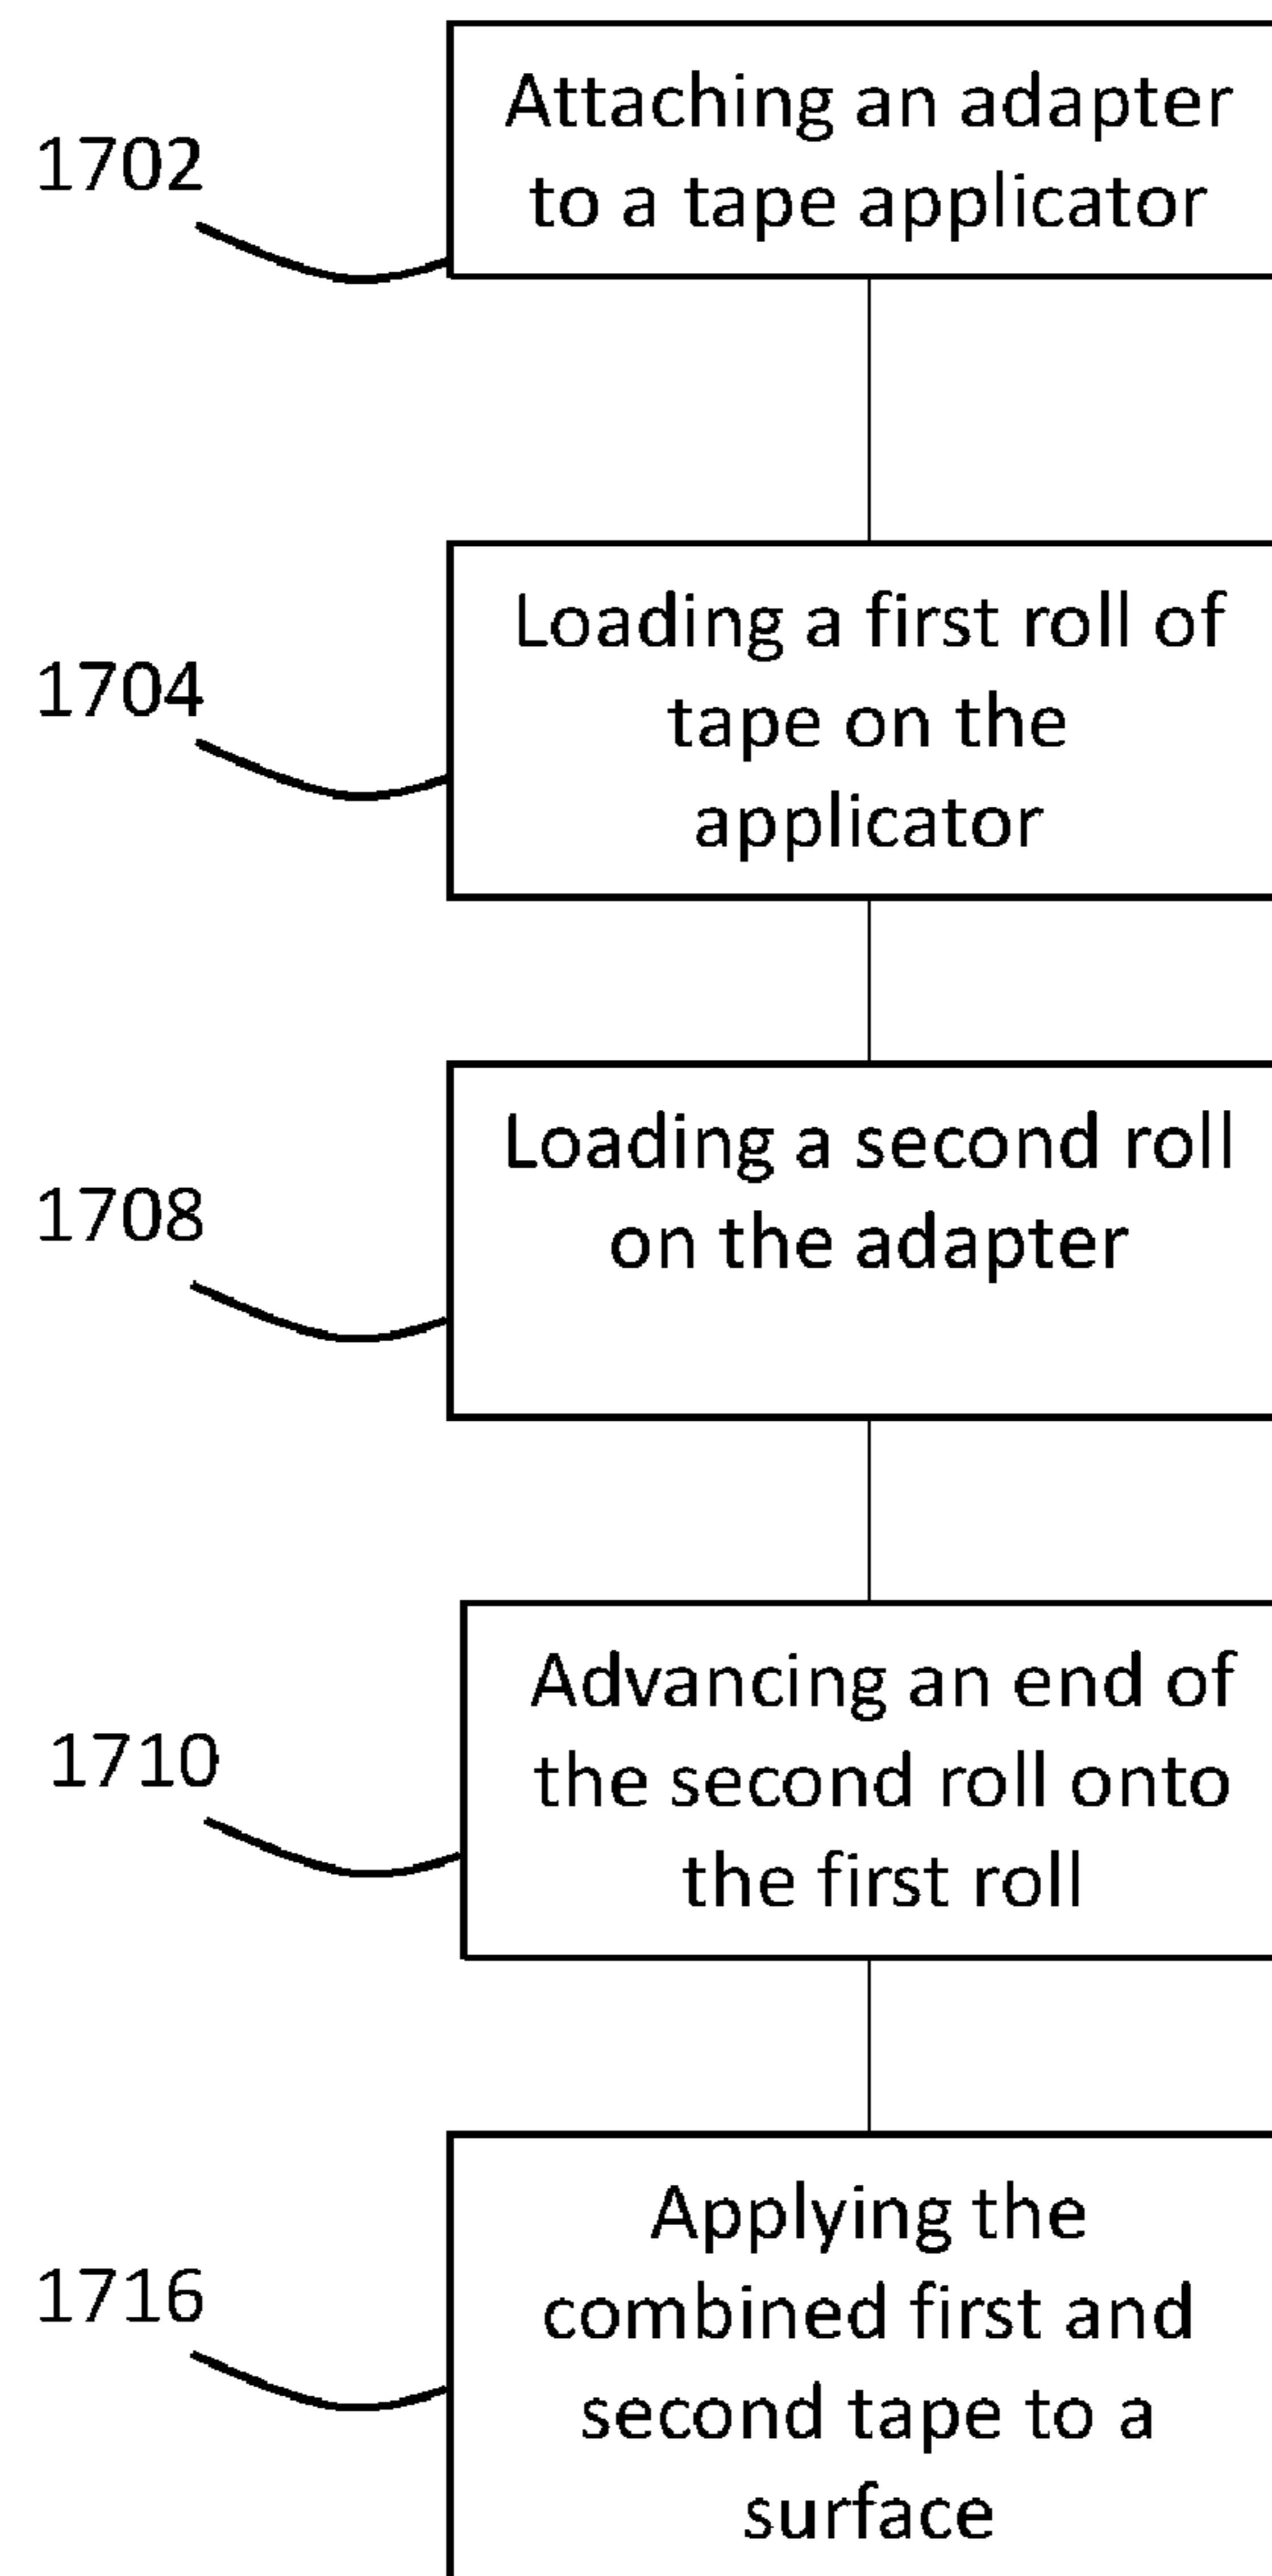 Attaching an adapter
to a tape applicator
1702
Loading a first roll of
tape on the
applicator
1704
Loading a second roll
on the adapter
1708
Advancing an end of
the second roll onto
the first roll
1710
Applying the
combined first and
second tape to a
surface
1716